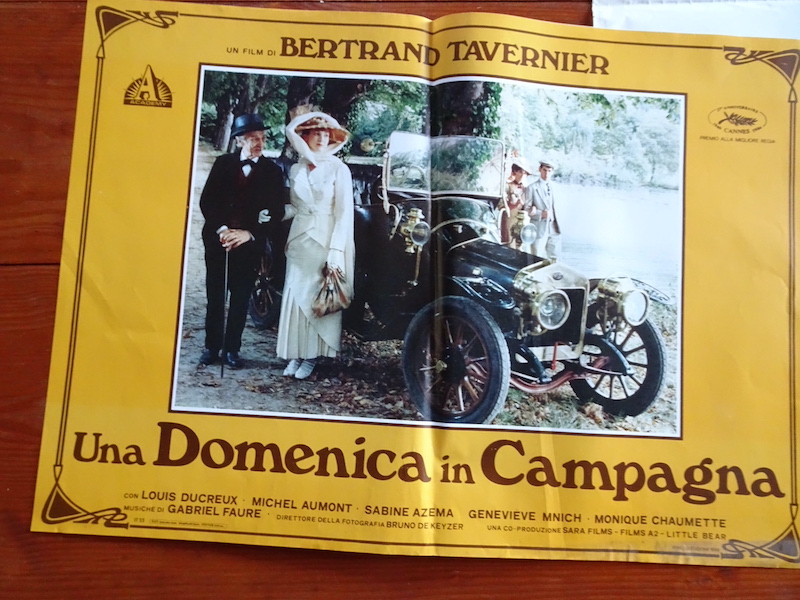 UN FILM DI BERTRAND TAVERNIER
ACADEMY
CANNES
PREMIO ALLA MIGLIORE REGIA
Una Domenica in Campagna
CON LOUIS DUCREUX · MICHEL AUMONT · SABINE AZEMA GENEVIÈVE MNICH · MONIQUE CHAUMETTE
MUSICHE DI GABRIEL FAURE · DIRETTORE DELLA FOTOGRAFIA BRUNO DE KEYZER UNA CO-PRODUZIONE SARA FILMS - FILMS A2 - LITTLE BEAR